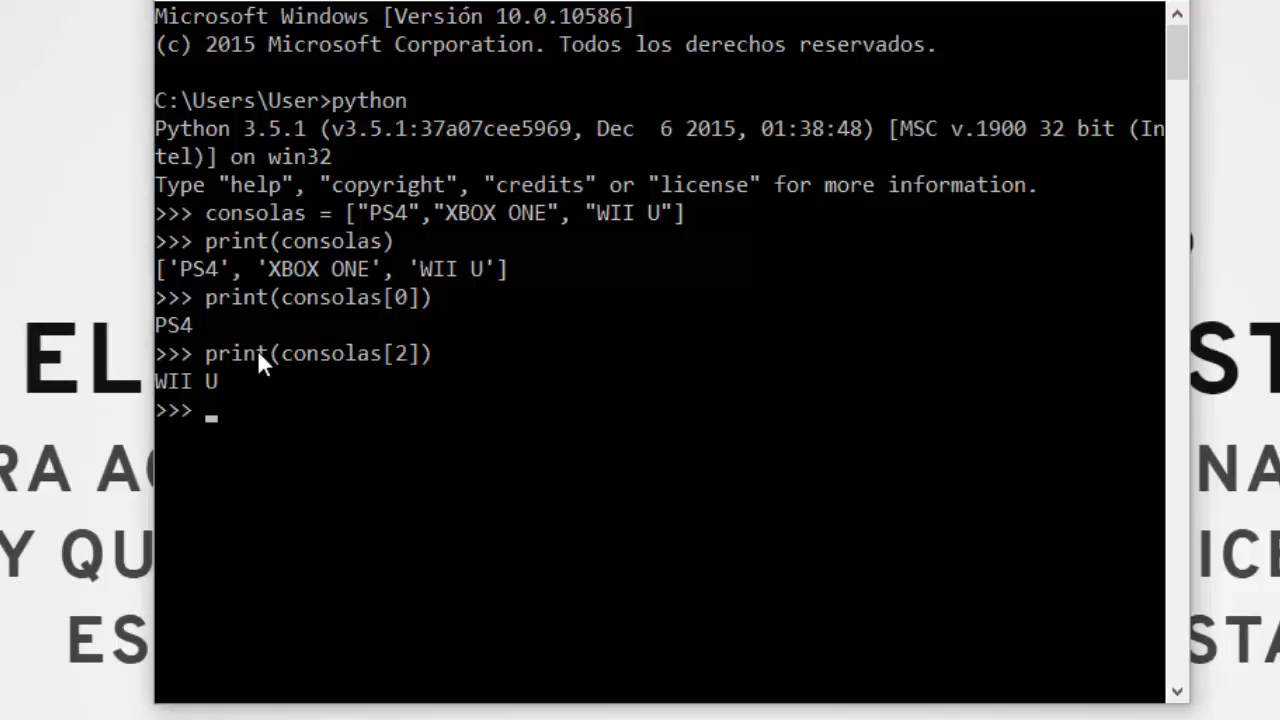 Microsoft Windows [Versión 10.0.10586]
(c) 2015 Microsoft Corporation. Todos los derechos reservados.
C:\Users\User>python
Python 3.5.1 (v3.5.1:37a07cee5969, Dec  6 2015, 01:38:48) [MSC v.1900 32 bit (In
tel)] on win32
Type "help", "copyright", "credits" or "license" for more information.
>>> consolas = ["PS4","XBOX ONE", "WII U"]
>>> print(consolas)
['PS4', 'XBOX ONE', 'WII U']
>>> print(consolas[0])
PS4
>>> print(consolas[2])
WII U
>>>
EL
Y QU
ES